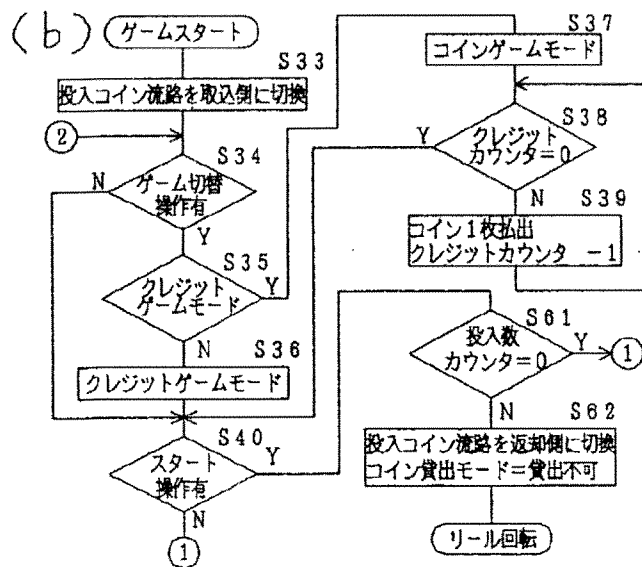 (b)
ゲームスタート
S33
投入コイン流路を取込側に切換
②
S34
N
ゲーム切替
操作有
Y
S35
クレジット
ゲームモード
Y
N
S36
クレジットゲームモード
S40
スタート
操作有
Y
N
①
S37
コインゲームモード
S38
Y
クレジット
カウンタ=0
N
S39
コイン1枚払出
クレジットカウンタ -1
S61
投入数
カウンタ=0
Y
①
N
S62
投入コイン流路を返却側に切換
コイン貸出モード=貸出不可
リール回転